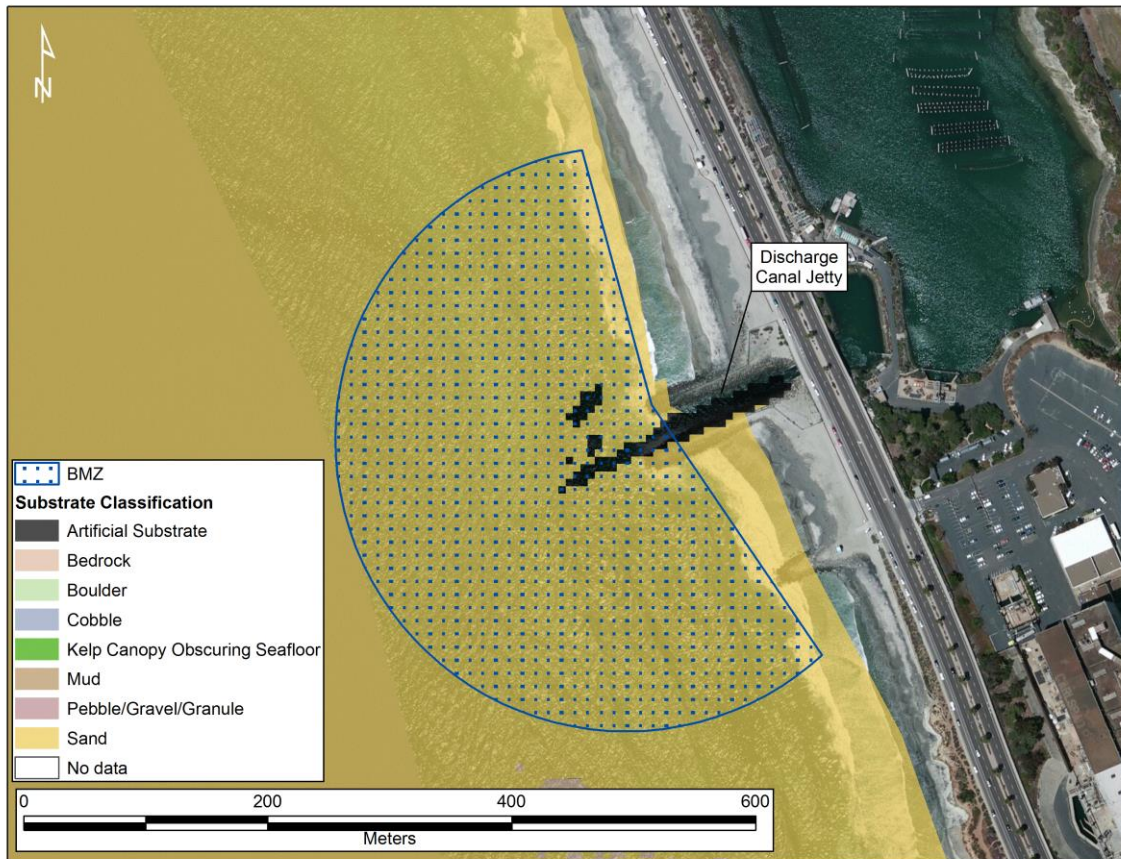 N
Discharge
Canal Jetty
BMZ
Substrate Classification
Artificial Substrate
Bedrock
Boulder
Cobble
Kelp Canopy Obscuring Seafloor
Mud
Pebble/Gravel/Granule
Sand
No data
0 200 400 600
Meters